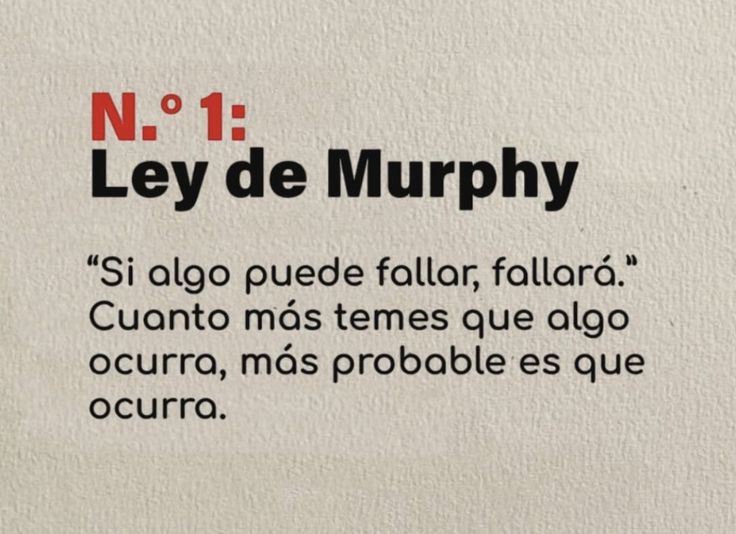 N.º 1:
Ley de Murphy
“Si algo puede fallar, fallará.”
Cuanto más temes que algo
ocurra, más probable es que
ocurra.